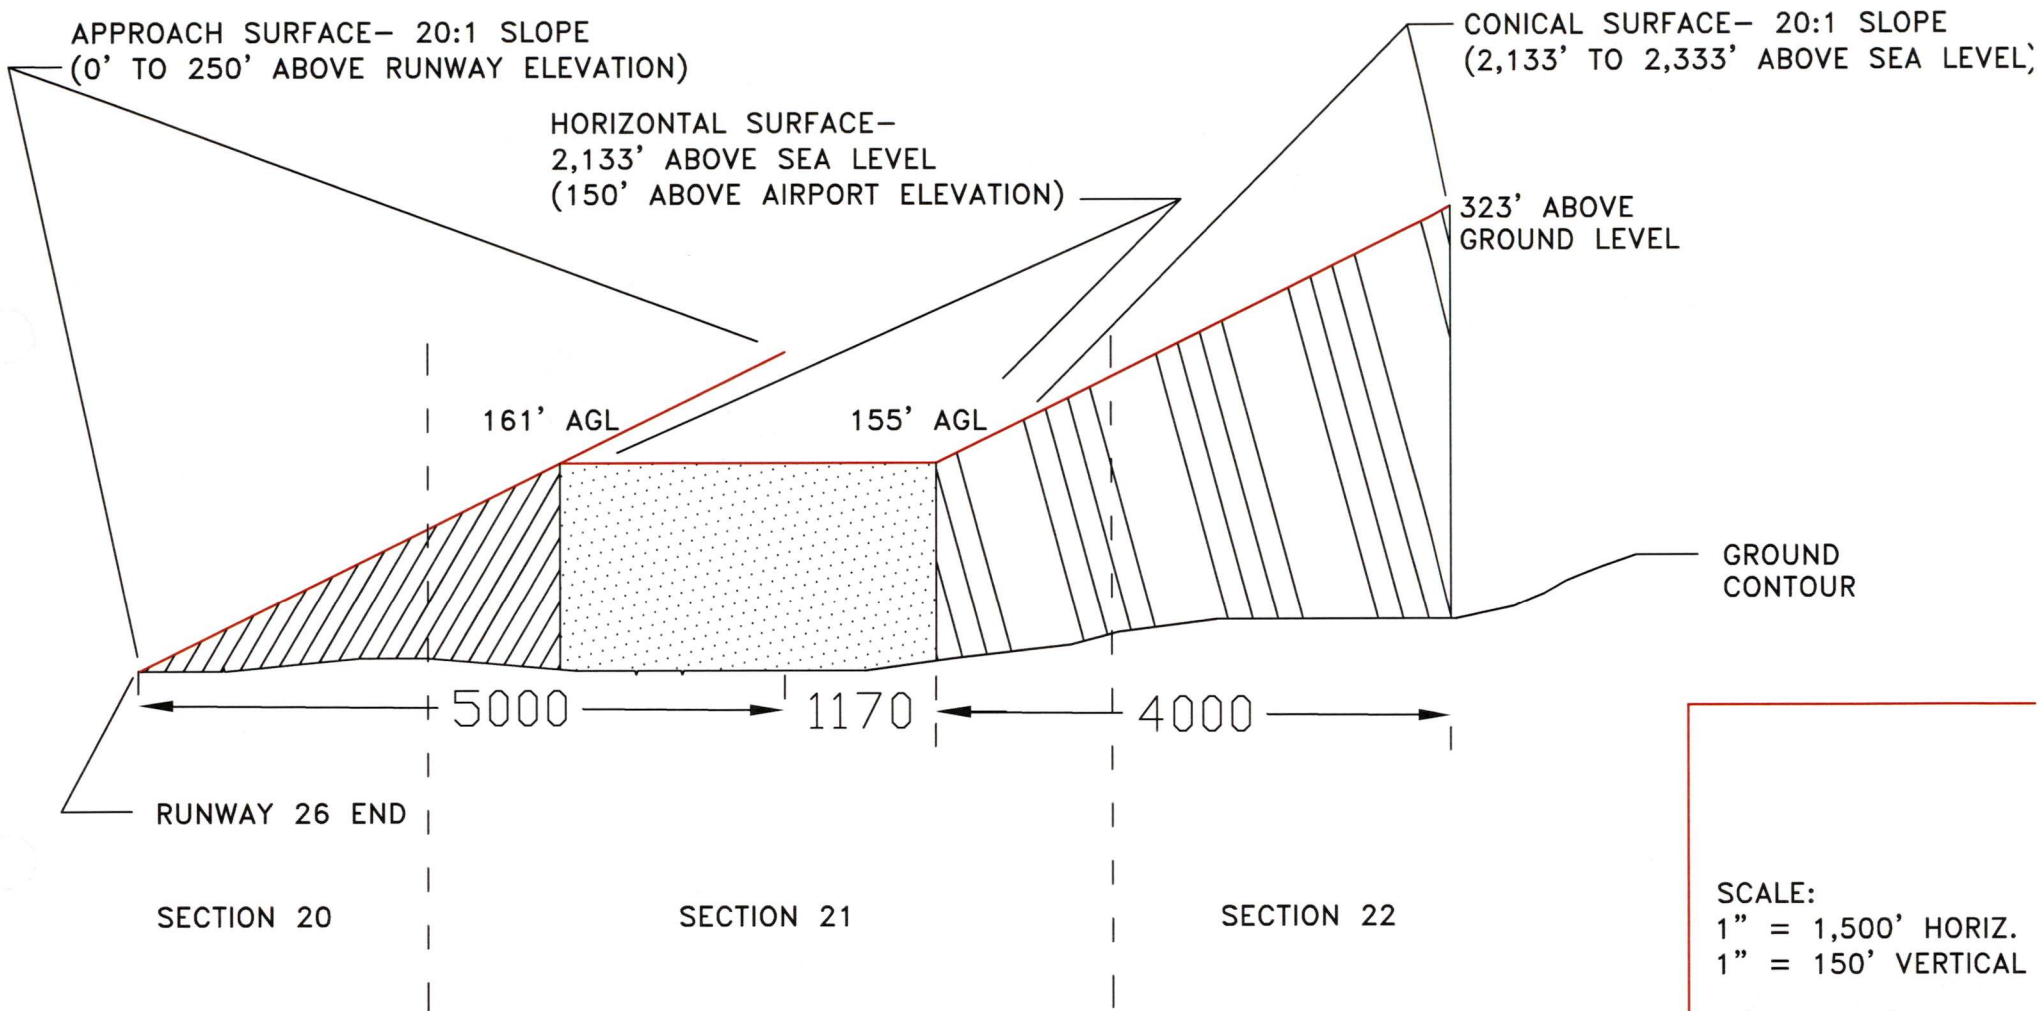 APPROACH SURFACE- 20:1 SLOPE
(0' TO 250' ABOVE RUNWAY ELEVATION)
CONICAL SURFACE- 20:1 SLOPE
(2,133' TO 2,333' ABOVE SEA LEVEL)
HORIZONTAL SURFACE-
2,133' ABOVE SEA LEVEL
(150' ABOVE AIRPORT ELEVATION)
323' ABOVE
GROUND LEVEL
161' AGL
155' AGL
GROUND
CONTOUR
5000
1170
4000
RUNWAY 26 END
SECTION 20
SECTION 21
SECTION 22
SCALE:
1" = 1,500' HORIZ.
1" = 150' VERTICAL